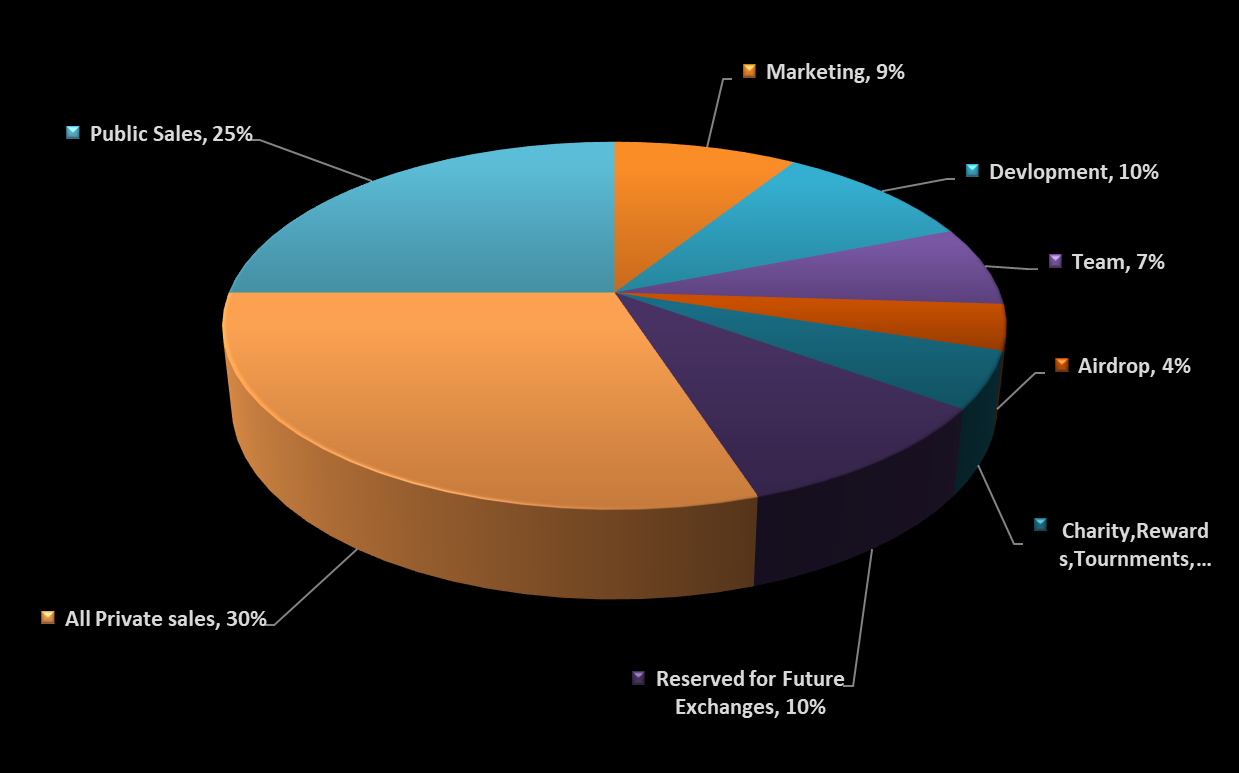 Marketing, 9%
Public Sales, 25%
Devlopment, 10%
Team, 7%
Airdrop, 4%
Charity,Reward
s,Tournments,...
All Private sales, 30%
Reserved for Future
Exchanges, 10%